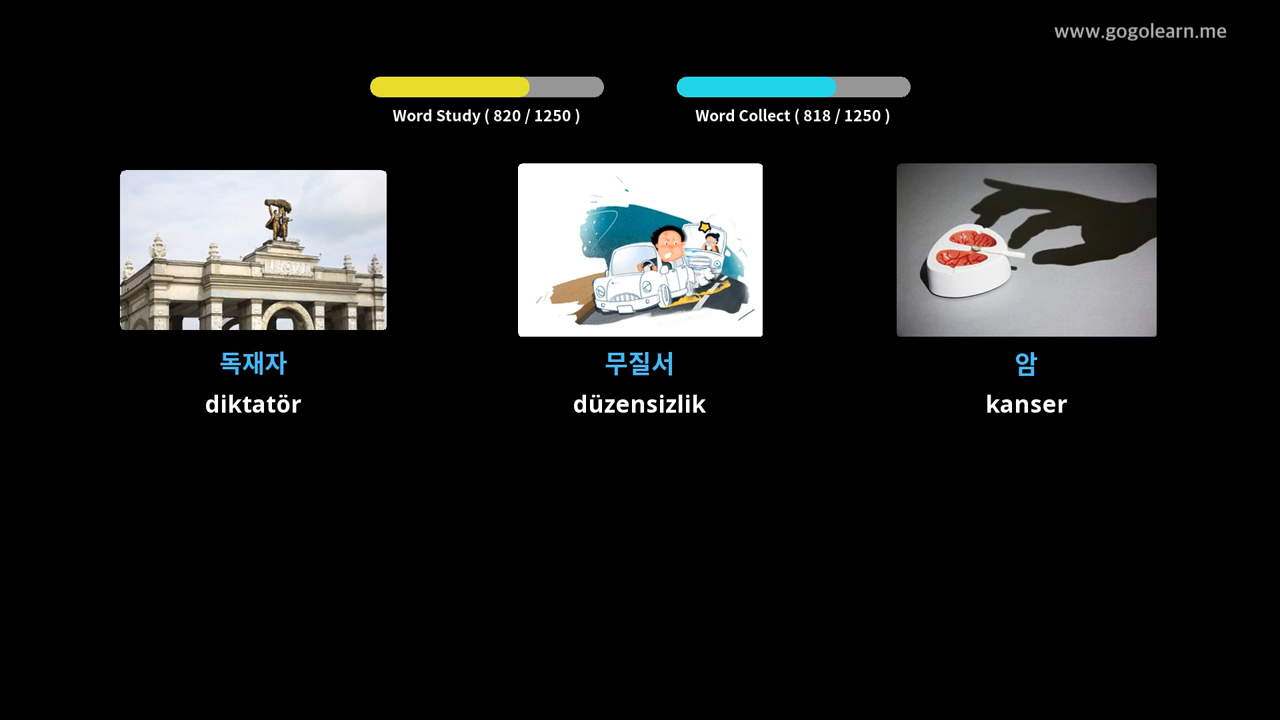 www.gogolearn.me
Word Study ( 820 / 1250 )
Word Collect ( 818 / 1250 )
독재자
무질서
암
diktatör
düzensizlik
kanser